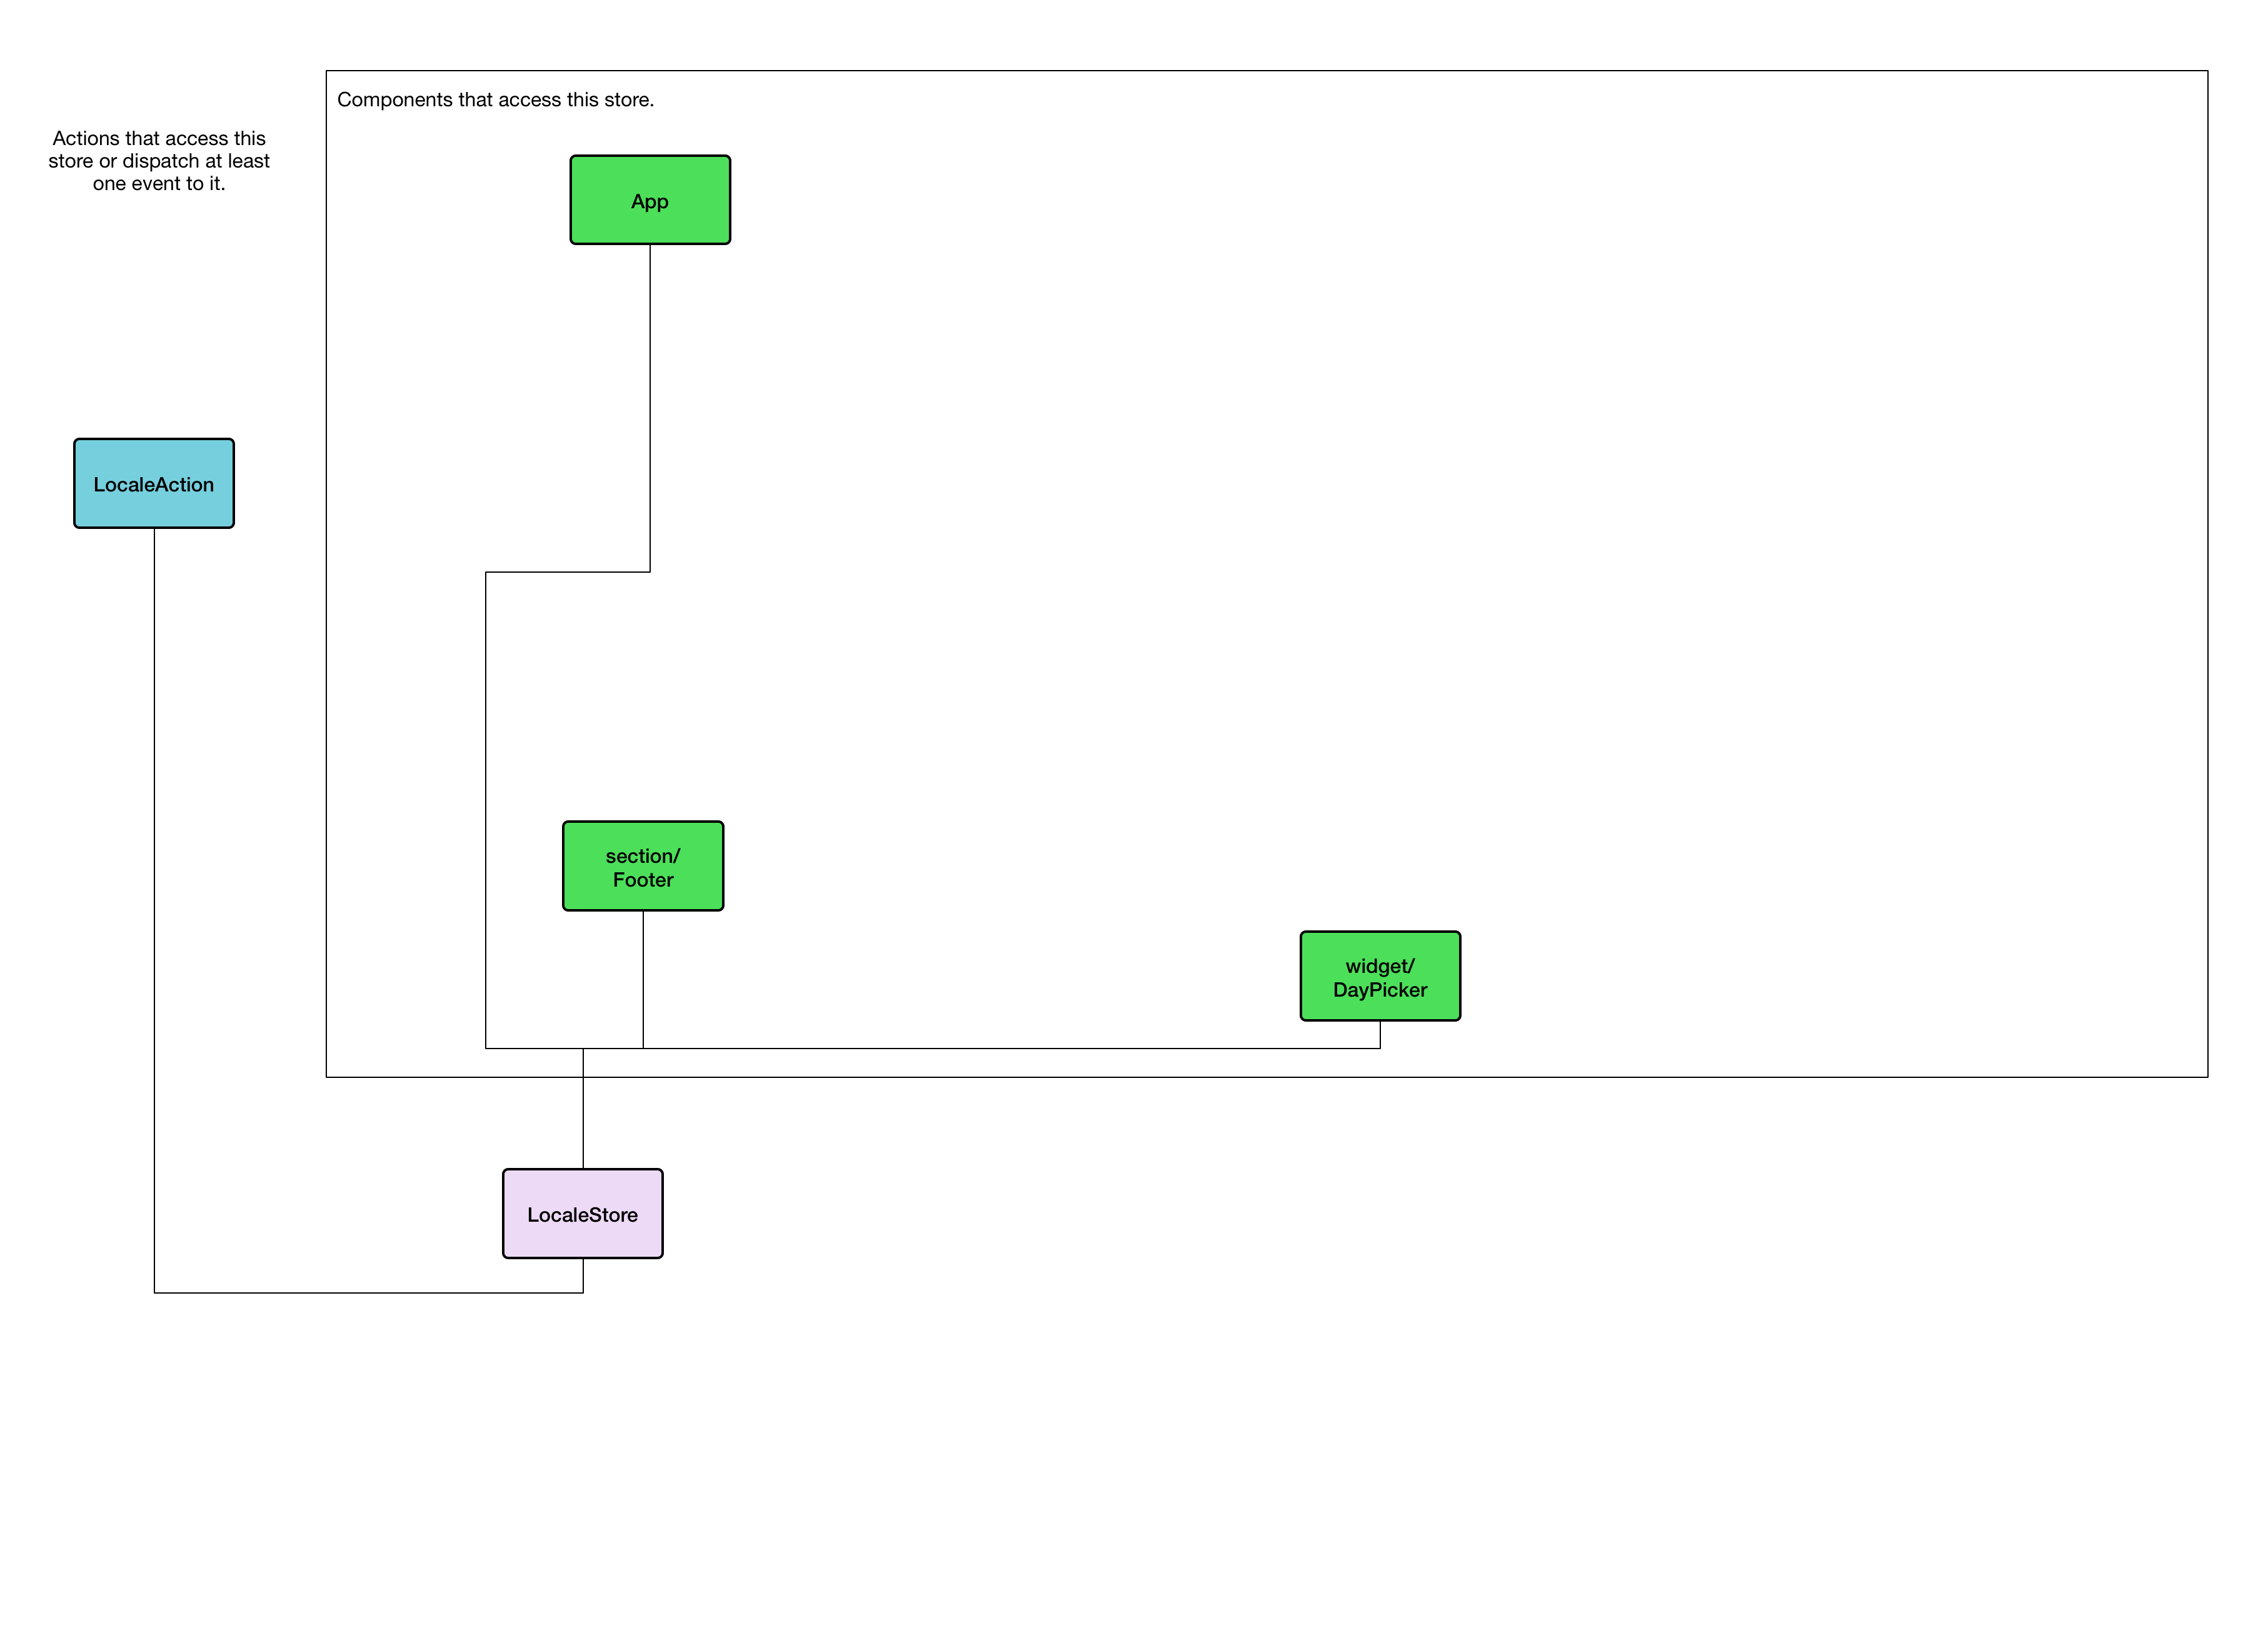 Components that access this store.
Actions that access this
store or dispatch at least
one event to it.
App
LocaleAction
section/
Footer
widget/
DayPicker
LocaleStore